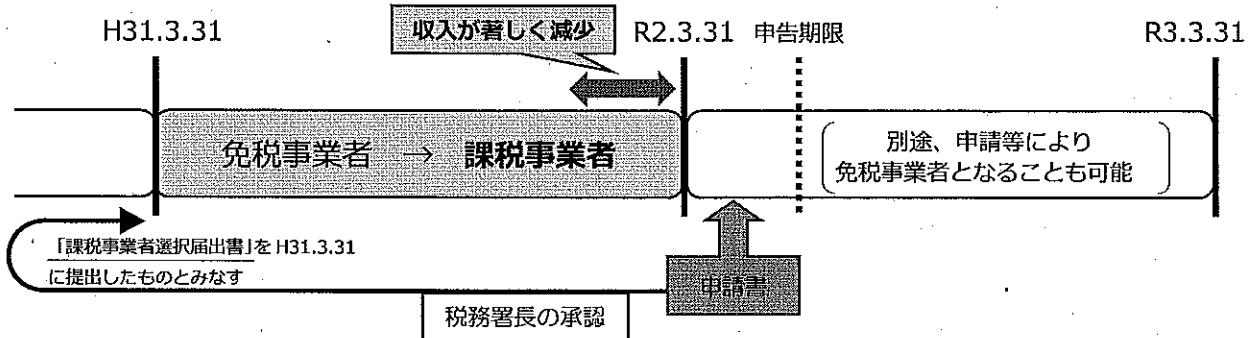 H31.3.31
収入が著しく減少
R2.3.31
申告期限
R3.3.31
免税事業者 → 課税事業者
別途、申請等により
免税事業者となることも可能
「課税事業者選択届出書」を H31.3.31
に提出したものとみなす
申請書
税務署長の承認